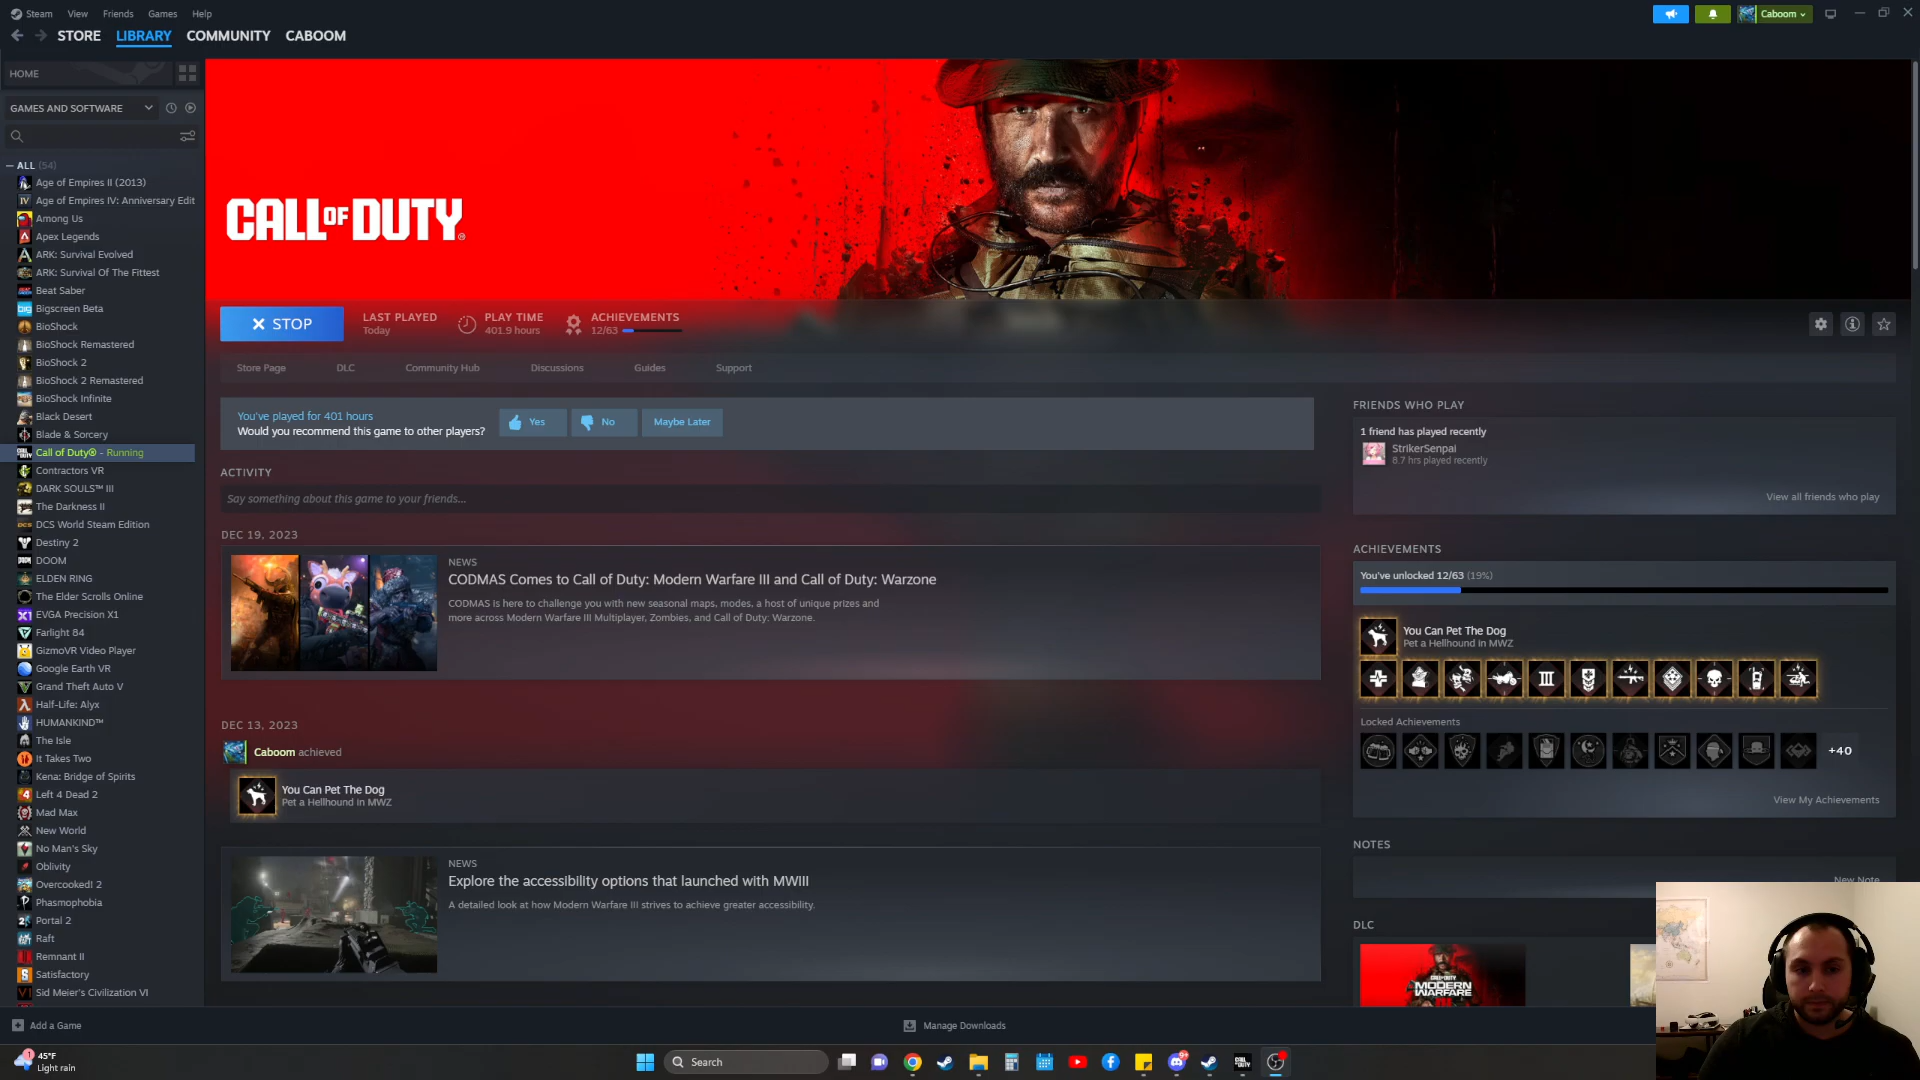 Steam View Friends Games Help
Caboom
STORE LIBRARY COMMUNITY CABOOM
HOME
GAMES AND SOFTWARE
ALL (54)
Age of Empires II (2013)
Age of Empires IV: Anniversary Edit
Among Us
Apex Legends
ARK: Survival Evolved
ARK: Survival Of The Fittest
Beat Saber
Bigscreen Beta
BioShock
BioShock Remastered
BioShock 2
BioShock 2 Remastered
BioShock Infinite
Black Desert
Blade & Sorcery
Call of Duty® - Running
Contractors VR
DARK SOULS™ III
The Darkness II
DCS World Steam Edition
Destiny 2
DOOM
ELDEN RING
The Elder Scrolls Online
EVGA Precision X1
Farlight 84
GizmoVR Video Player
Google Earth VR
Grand Theft Auto V
Half-Life: Alyx
HUMANKIND™
The Isle
It Takes Two
Kena: Bridge of Spirits
Left 4 Dead 2
Mad Max
New World
No Man's Sky
Oblivity
Overcooked! 2
Phasmophobia
Portal 2
Raft
Remnant II
Satisfactory
Sid Meier's Civilization VI
CALL OF DUTY®
STOP
LAST PLAYED
Today
PLAY TIME
401.9 hours
ACHIEVEMENTS
12/63
Store Page DLC Community Hub Discussions Guides Support
You've played for 401 hours
Would you recommend this game to other players?
Yes No Maybe Later
ACTIVITY
Say something about this game to your friends...
DEC 19, 2023
NEWS
CODMAS Comes to Call of Duty: Modern Warfare III and Call of Duty: Warzone
CODMAS is here to challenge you with new seasonal maps, modes, a host of unique prizes and
more across Modern Warfare III Multiplayer, Zombies, and Call of Duty: Warzone.
DEC 13, 2023
Caboom achieved
You Can Pet The Dog
Pet a Hellhound in MWZ
NEWS
Explore the accessibility options that launched with MWIII
A detailed look at how Modern Warfare III strives to achieve greater accessibility.
FRIENDS WHO PLAY
1 friend has played recently
StrikerSenpai
8.7 hrs played recently
View all friends who play
ACHIEVEMENTS
You've unlocked 12/63 (19%)
You Can Pet The Dog
Pet a Hellhound in MWZ
Locked Achievements
+40
View My Achievements
NOTES
New Note
DLC
CALL OF DUTY
MODERN
WARFARE
Add a Game
Manage Downloads
1
45°F
Light rain
Search